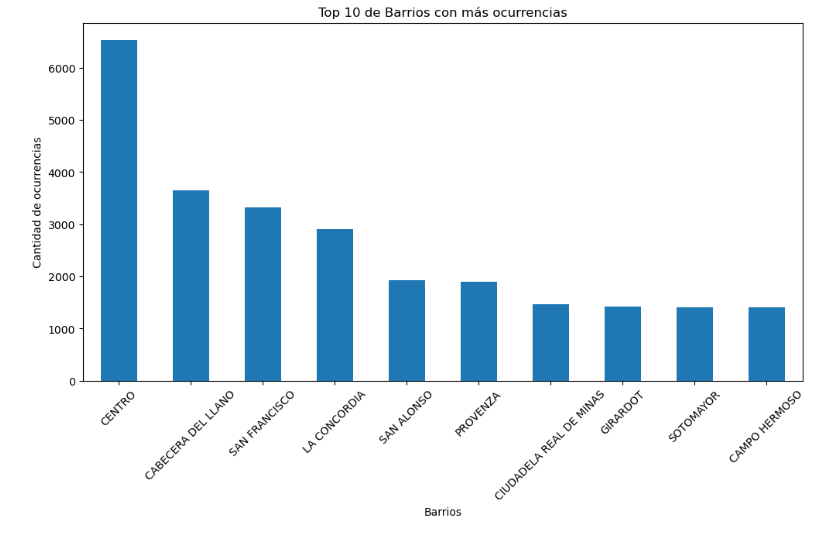 Top 10 de Barrios con más ocurrencias
Cantidad de ocurrencias
6000
5000
4000
3000
2000
1000
0
CENTRO
CABECERA DEL LLANO
SAN FRANCISCO
LA CONCORDIA
SAN ALONSO
PROVENZA
CIUDADELA REAL DE MINAS
GIRARDOT
SOTOMAYOR
CAMPO HERMOSO
Barrios